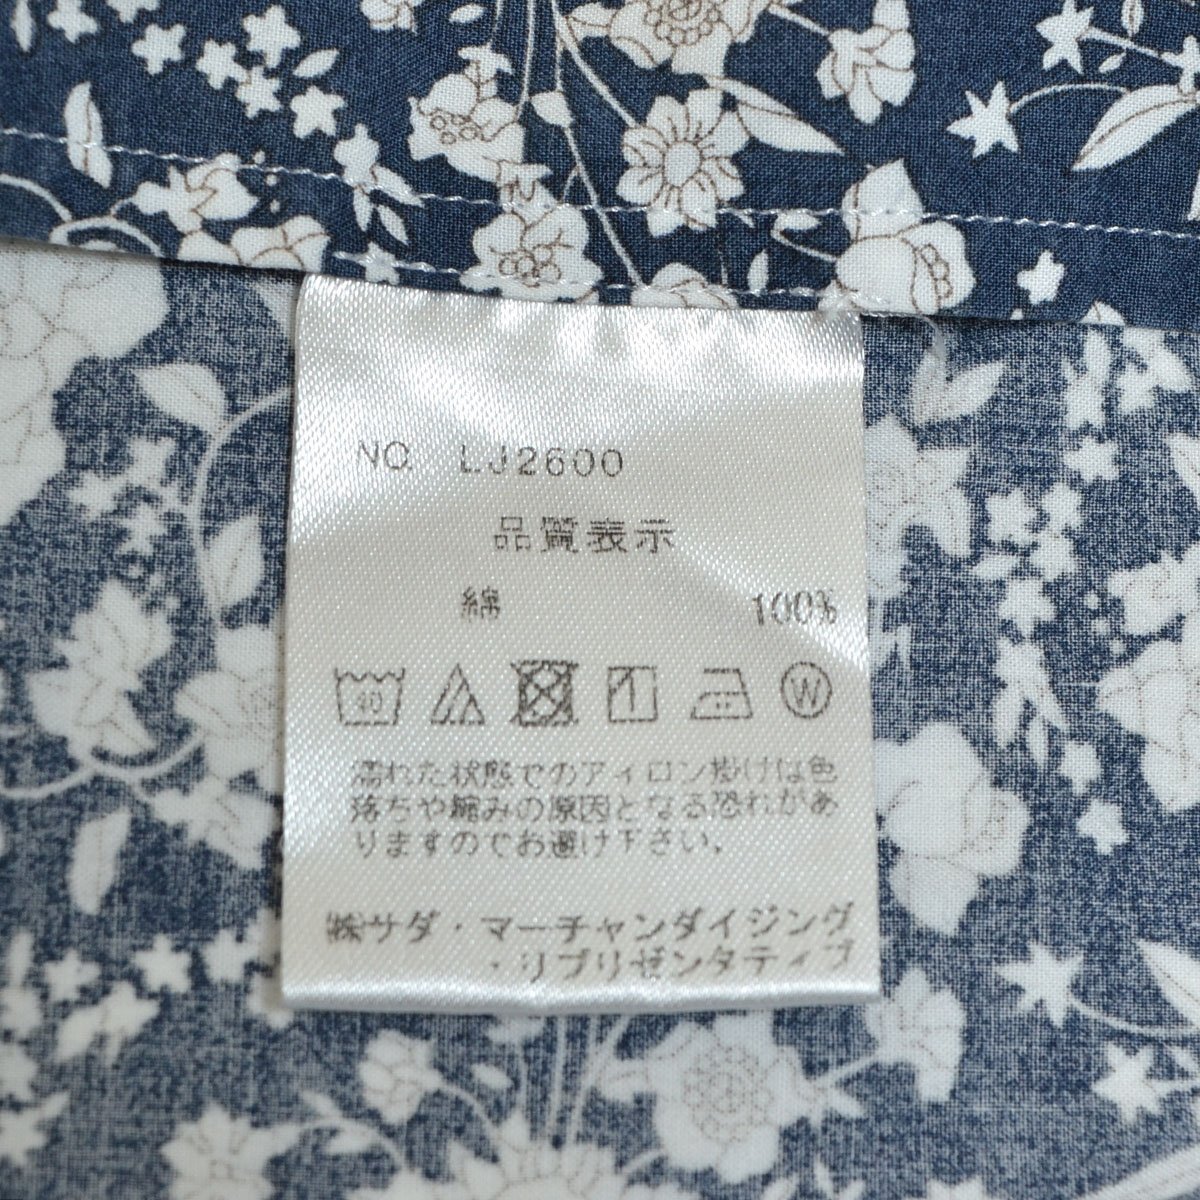 NO. LJ2600
品質表示
綿 100%
40 W
濡れた状態でのアイロン掛けは色
落ちや縮みの原因となる恐れがあ
りますのでお避け下さい。
㈱サダ・マーチャンダイジング
・リプリゼンタティブ